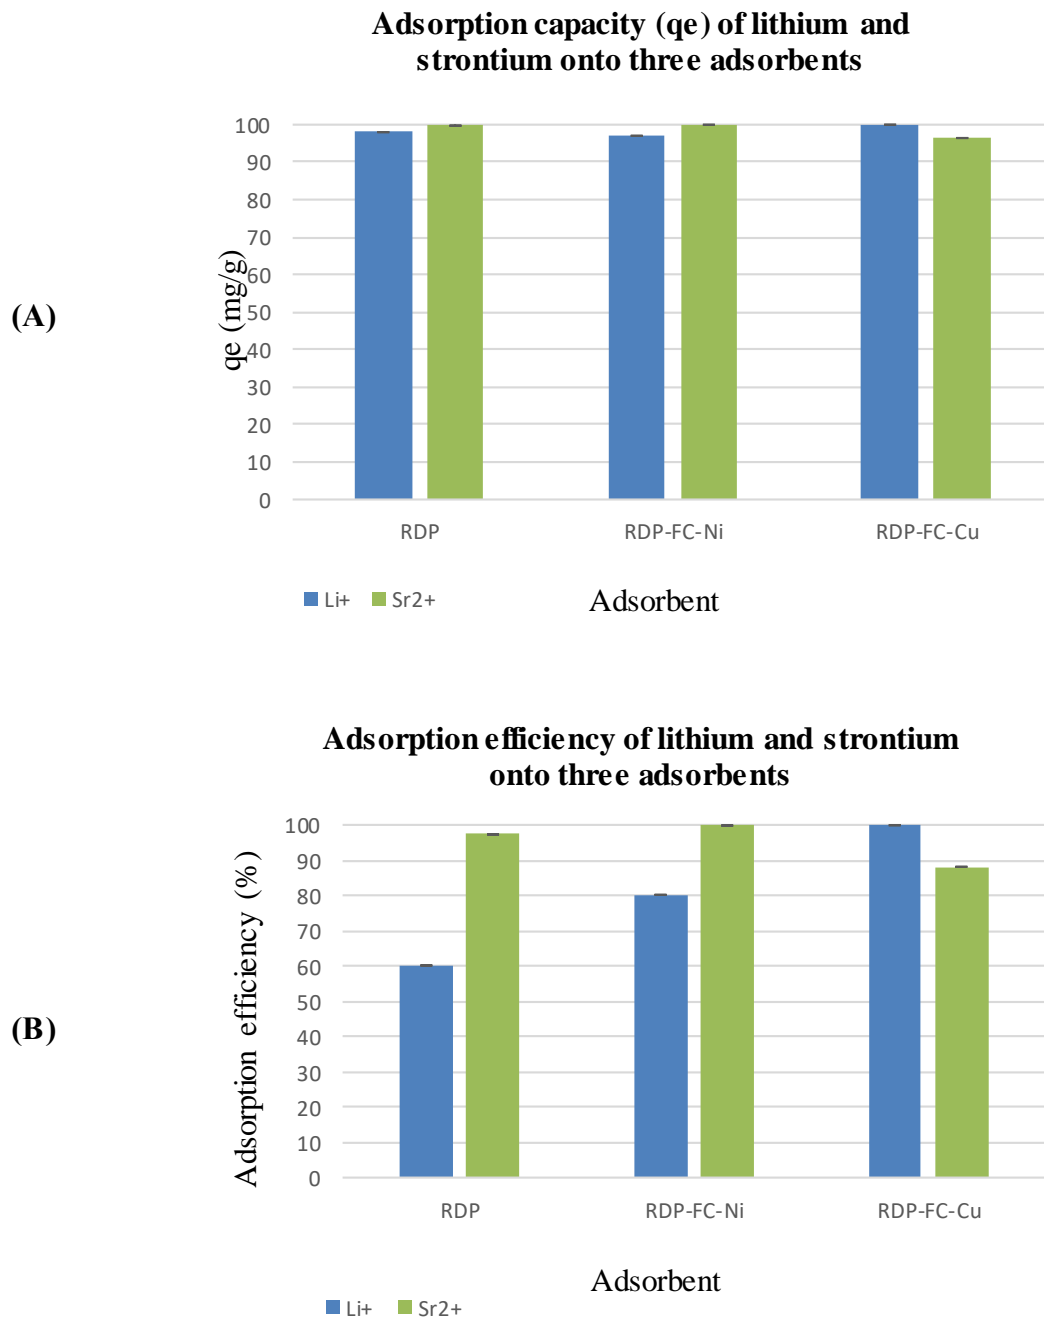 Adsorption capacity (qe) of lithium and
strontium onto three adsorbents
(A)
qe (mg/g)
100
90
80
70
60
50
40
30
20
10
0
RDP RDP-FC-Ni RDP-FC-Cu
Li+ Sr2+
Adsorbent
Adsorption efficiency of lithium and strontium
onto three adsorbents
(B)
Adsorption efficiency (%)
100
90
80
70
60
50
40
30
20
10
0
RDP RDP-FC-Ni RDP-FC-Cu
Adsorbent
Li+ Sr2+